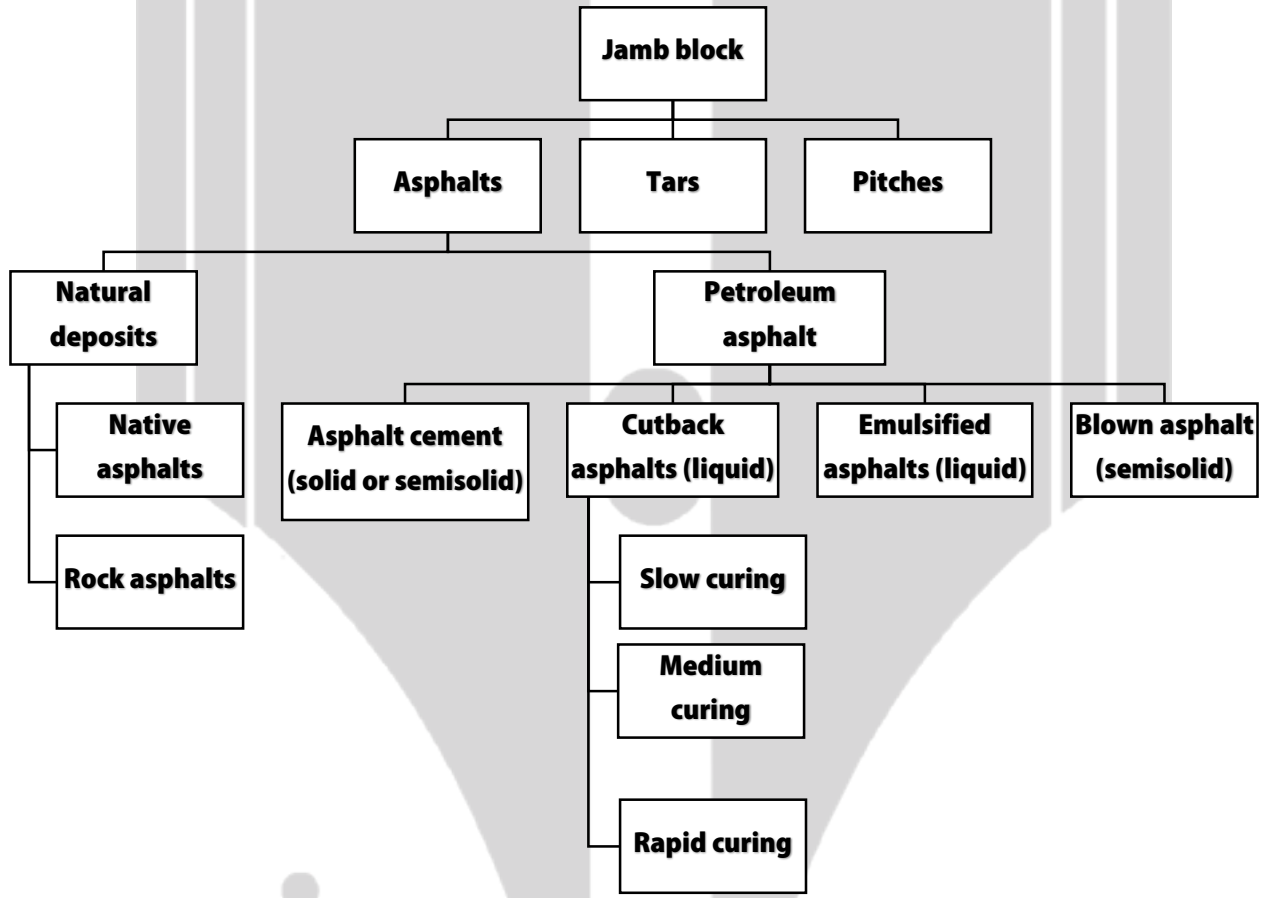 Jamb block
Asphalts
Tars
Pitches
Natural
deposits
Petroleum
asphalt
Native
asphalts
Asphalt cement
(solid or semisolid)
Cutback
asphalts (liquid)
Emulsified
asphalts (liquid)
Blown asphalt
(semisolid)
Rock asphalts
Slow curing
Medium
curing
Rapid curing